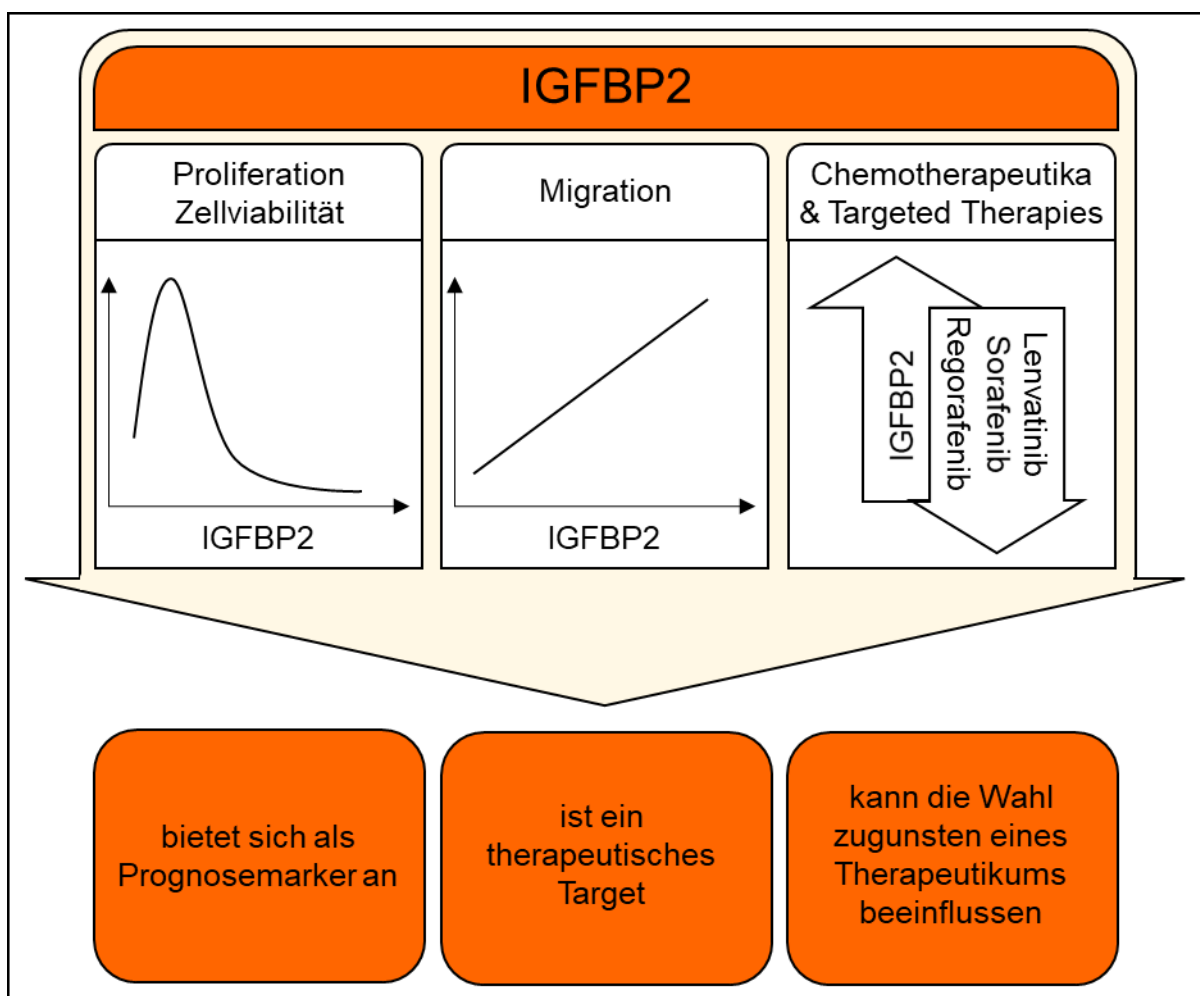 IGFBP2
Proliferation
Zellviabilität
IGFBP2
Migration
IGFBP2
Chemotherapeutika
& Targeted Therapies
IGFBP2
Lenvatinib
Sorafenib
Regorafenib
bietet sich als
Prognosemarker an
ist ein
therapeutisches
Target
kann die Wahl
zugunsten eines
Therapeutikums
beeinflussen